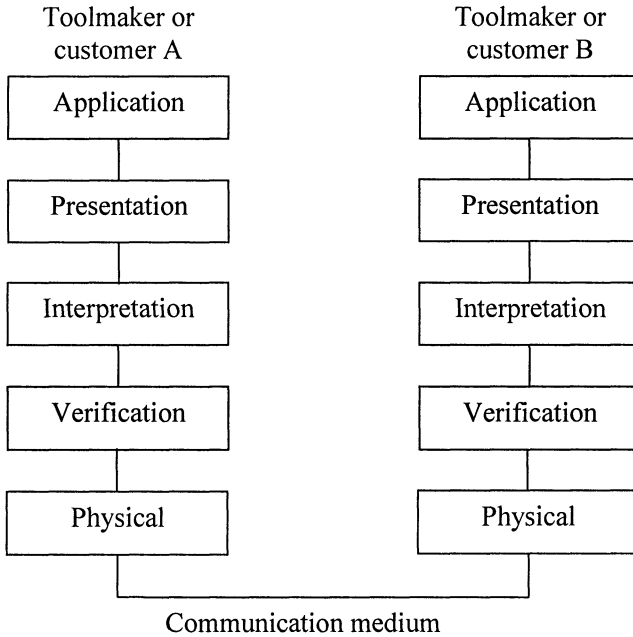 Toolmaker or
customer A
Application
Presentation
Interpretation
Verification
Physical
Toolmaker or
customer B
Application
Presentation
Interpretation
Verification
Physical
Communication medium